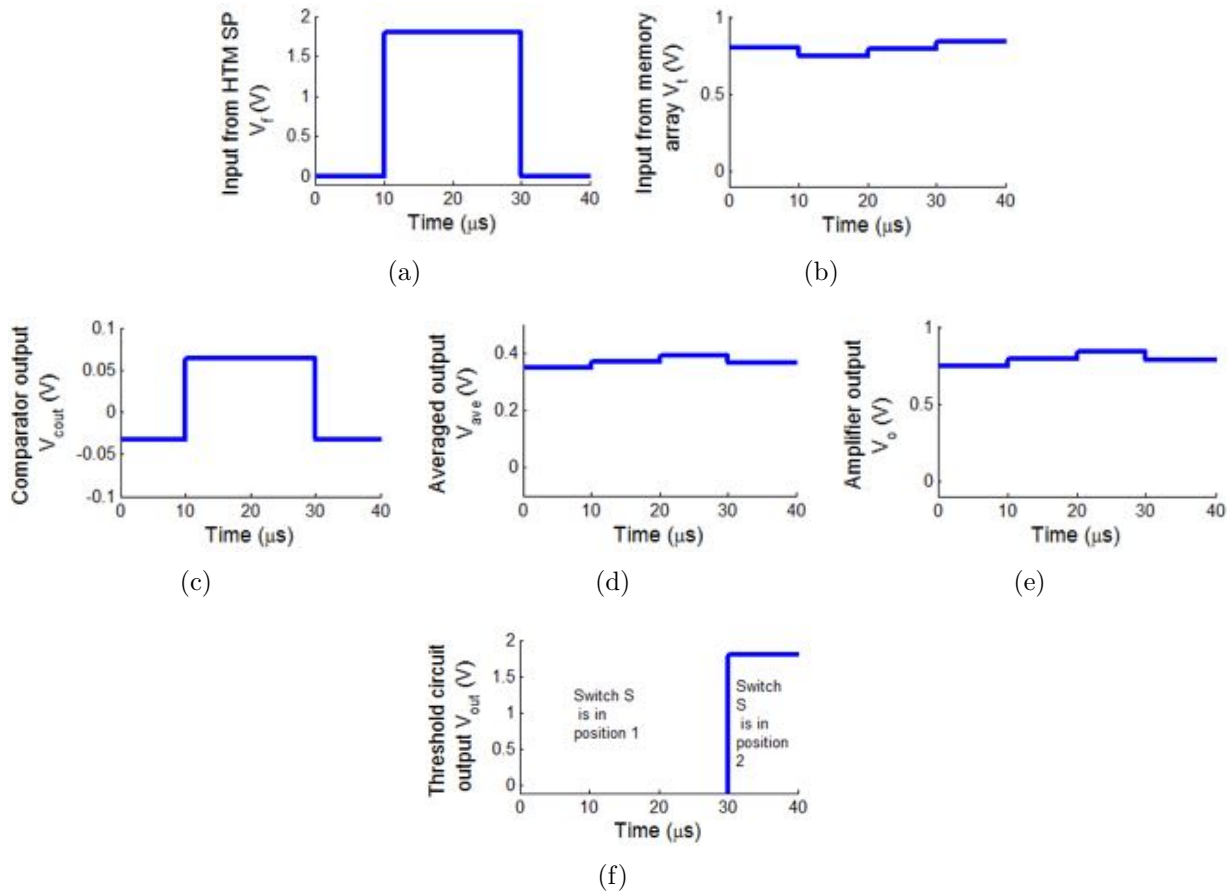 Input from HTM SP
V_f (V)
2
1.5
1
0.5
0
0 10 20 30 40
Time (μs)
(a)
Input from memory
array V_t (V)
1
0.5
0
0 10 20 30 40
Time (μs)
(b)
Comparator output
V_cout (V)
0.1
0.05
0
-0.05
-0.1
0 10 20 30 40
Time (μs)
(c)
Averaged output
V_ave (V)
0.4
0.2
0
0 10 20 30 40
Time (μs)
(d)
Amplifier output
V_o (V)
1
0.5
0
0 10 20 30 40
Time (μs)
(e)
Threshold circuit
output V_out (V)
2
1.5
1
0.5
0
Switch S
is in
position 1
Switch
S
is in
position
2
0 10 20 30 40
Time (μs)
(f)